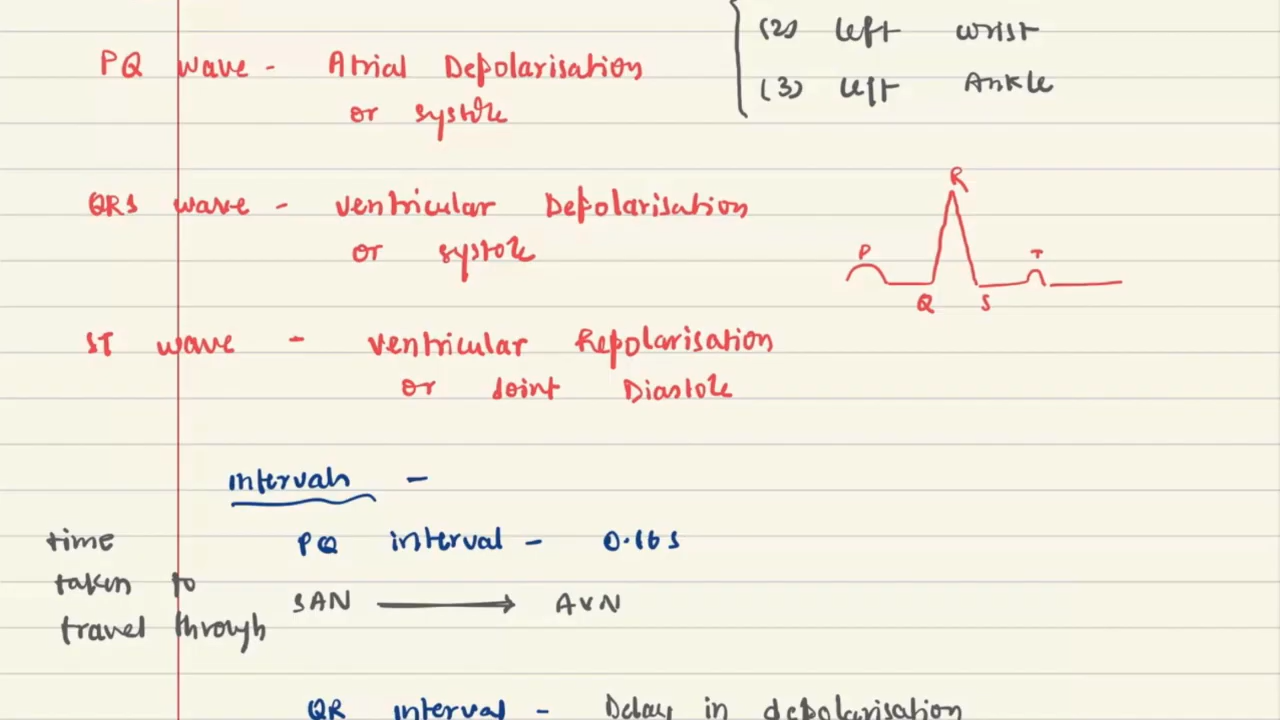 (2) left wrist
PQ wave - Atrial Depolarisation
(3) left Ankle
or systole
R
QRS wave - ventricular Depolarisation
or systole
P
T
Q S
ST wave - ventricular Repolarisation
or Joint Diastole
intervals -
time
PQ interval - 0.16 s
taken to
SAN → AVN
travel through
QR interval - Delay in depolarisation